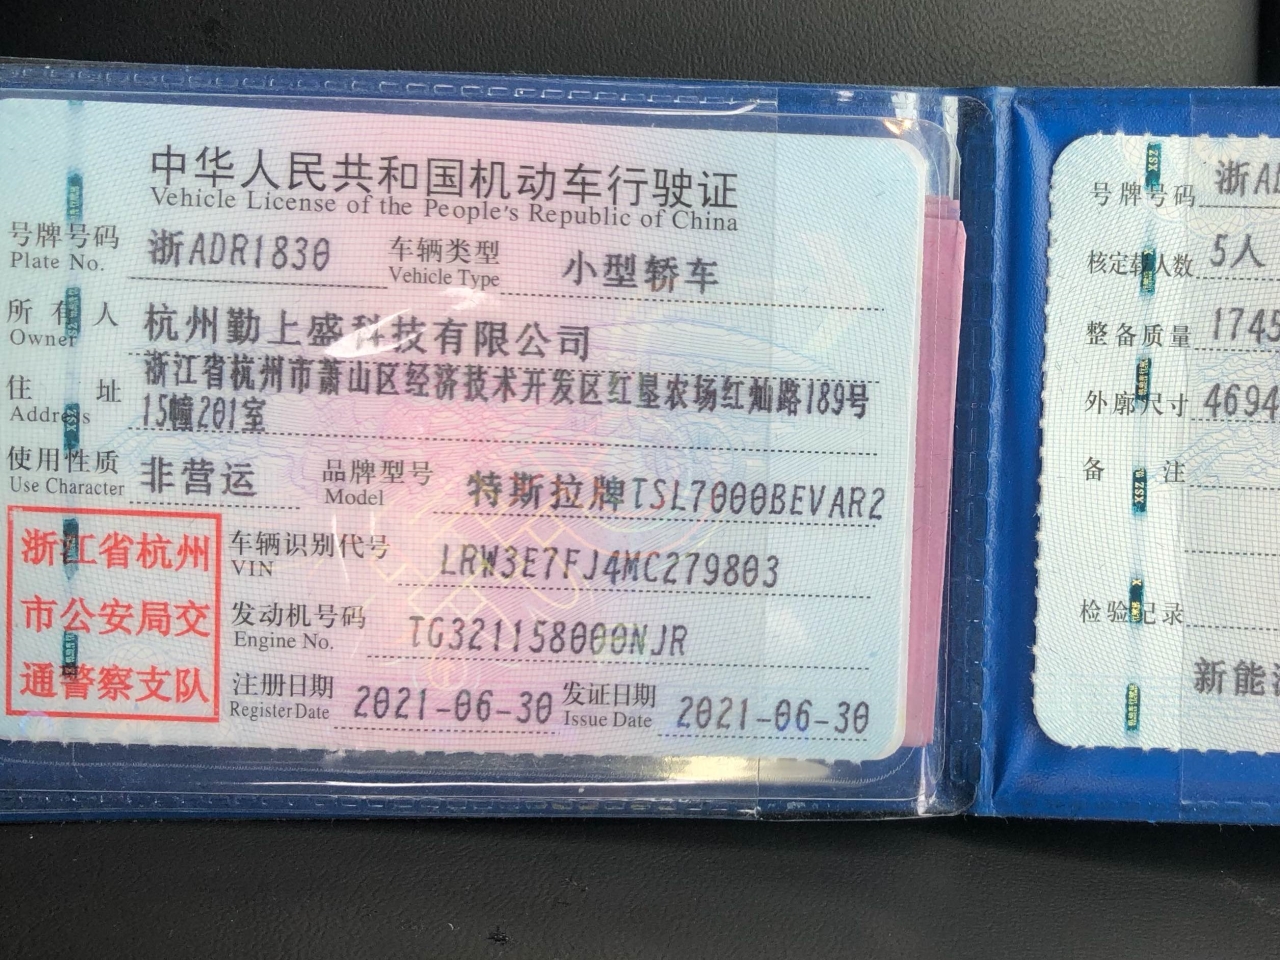 中华人民共和国机动车行驶证
Vehicle License of the People's Republic of China
号牌号码 浙ADR1830 车辆类型 小型轿车
Plate No. Vehicle Type
所有人 杭州勤上盛科技有限公司
Owner
住址 浙江省杭州市萧山区经济技术开发区红垦农场红灿路189号
Address 15幢201室
使用性质 非营运 品牌型号 特斯拉牌TSL7000BEVAR2
Use Character Model
浙江省杭州
市公安局交
通警察支队
车辆识别代号 LRW3E7FJ4MC279803
VIN
发动机号码 TG321158000NJR
Engine No.
注册日期 2021-06-30 发证日期 2021-06-30
Register Date Issue Date
号牌号码 浙AD
核定载人数 5人
整备质量 1745
外廓尺寸 4694
备注
检验记录
新能